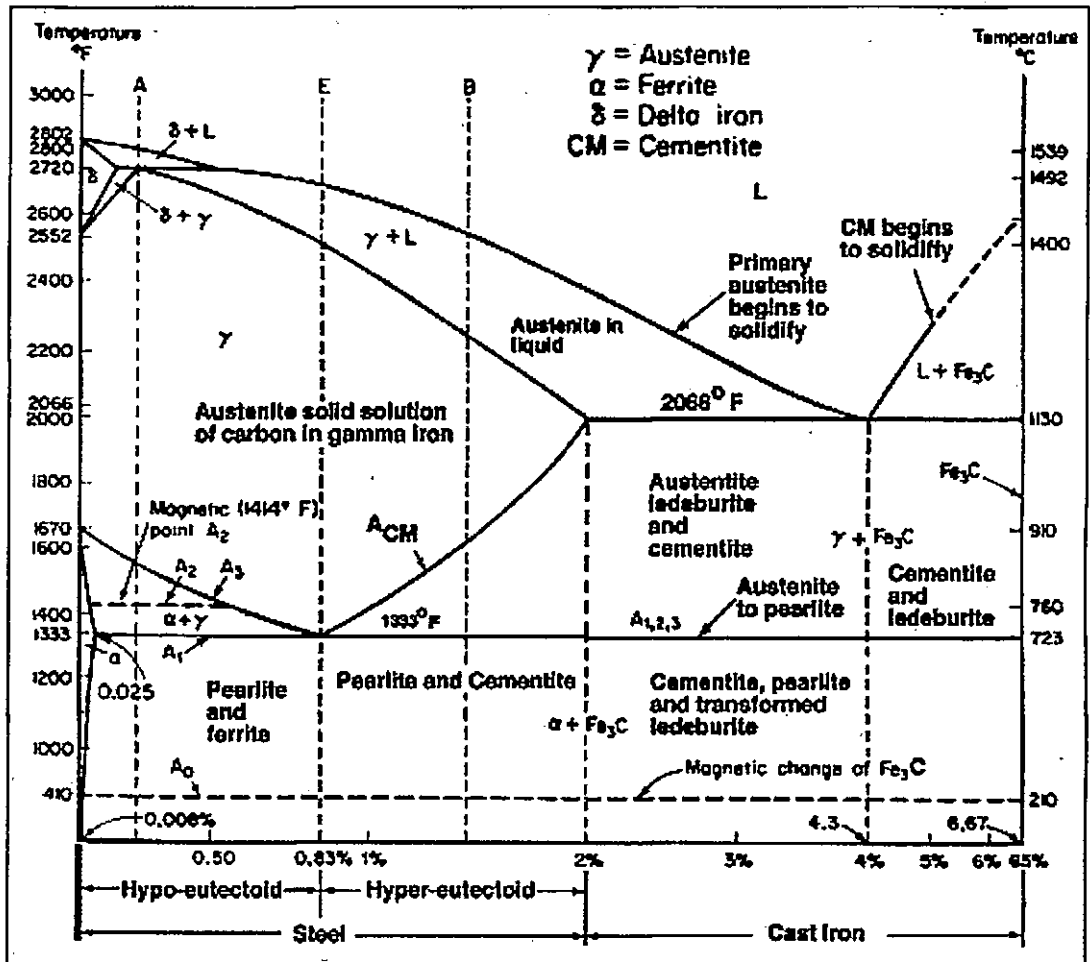 Temperature
°F
Temperature
°C
γ = Austenite
α = Ferrite
δ = Delta iron
CM = Cementite
A
E
B
3000
2802
2800
2720
2600
2552
2400
2200
2066
2000
1800
1670
1600
1400
1333
1200
1000
410
1539
1492
1400
1130
910
760
723
210
δ + L
δ
δ + γ
γ + L
L
CM begins
to solidify
Primary
austenite
begins to
solidify
Austenite in
liquid
γ
L + Fe₃C
2066° F
Austenite solid solution
of carbon in gamma iron
Fe₃C
Austentite
ledeburite
and
cementite
Magnetic (1414° F)
point A₂
A_CM
γ + Fe₃C
A₂
A₃
Cementite
and
ledeburite
Austenite
to pearlite
α+γ
1333°F
A₁,₂,₃
A₁
α
0.025
Pearlite
and
ferrite
Pearlite and Cementite
Cementite, pearlite
and transformed
ledeburite
α + Fe₃C
A₀
Magnetic change of Fe₃C
0.008%
4.3
6.67
0.50
0.83%
1%
2%
3%
4%
5%
6%
65%
Hypo-eutectoid
Hyper-eutectoid
Steel
Cast Iron